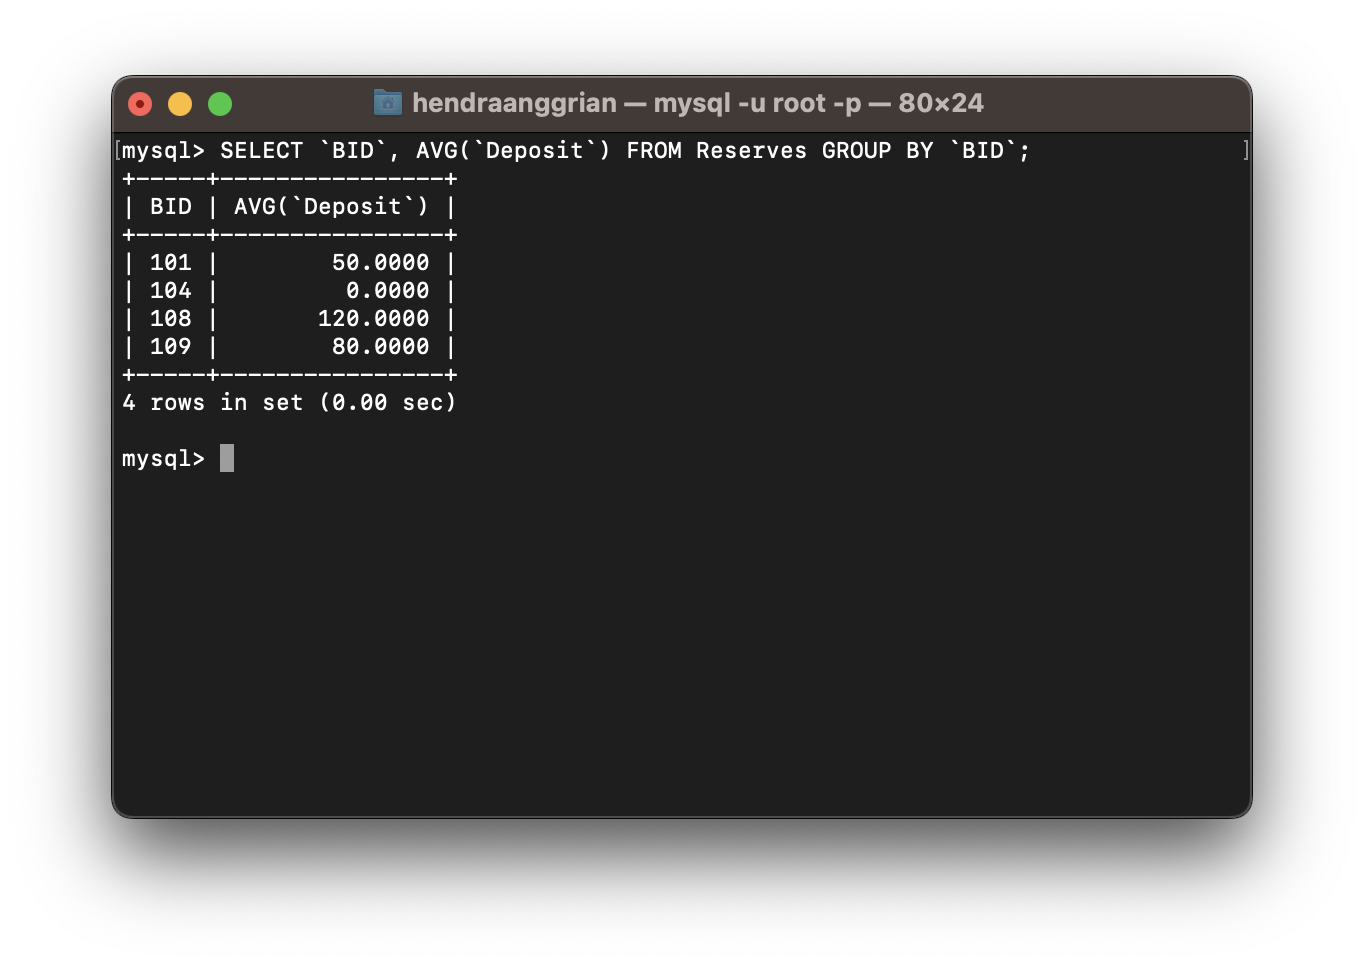 hendraanggrian — mysql -u root -p — 80×24
[mysql> SELECT `BID`, AVG(`Deposit`) FROM Reserves GROUP BY `BID`; ]
+-----+----------------+
| BID | AVG(`Deposit`) |
+-----+----------------+
| 101 |        50.0000 |
| 104 |         0.0000 |
| 108 |       120.0000 |
| 109 |        80.0000 |
+-----+----------------+
4 rows in set (0.00 sec)
mysql>